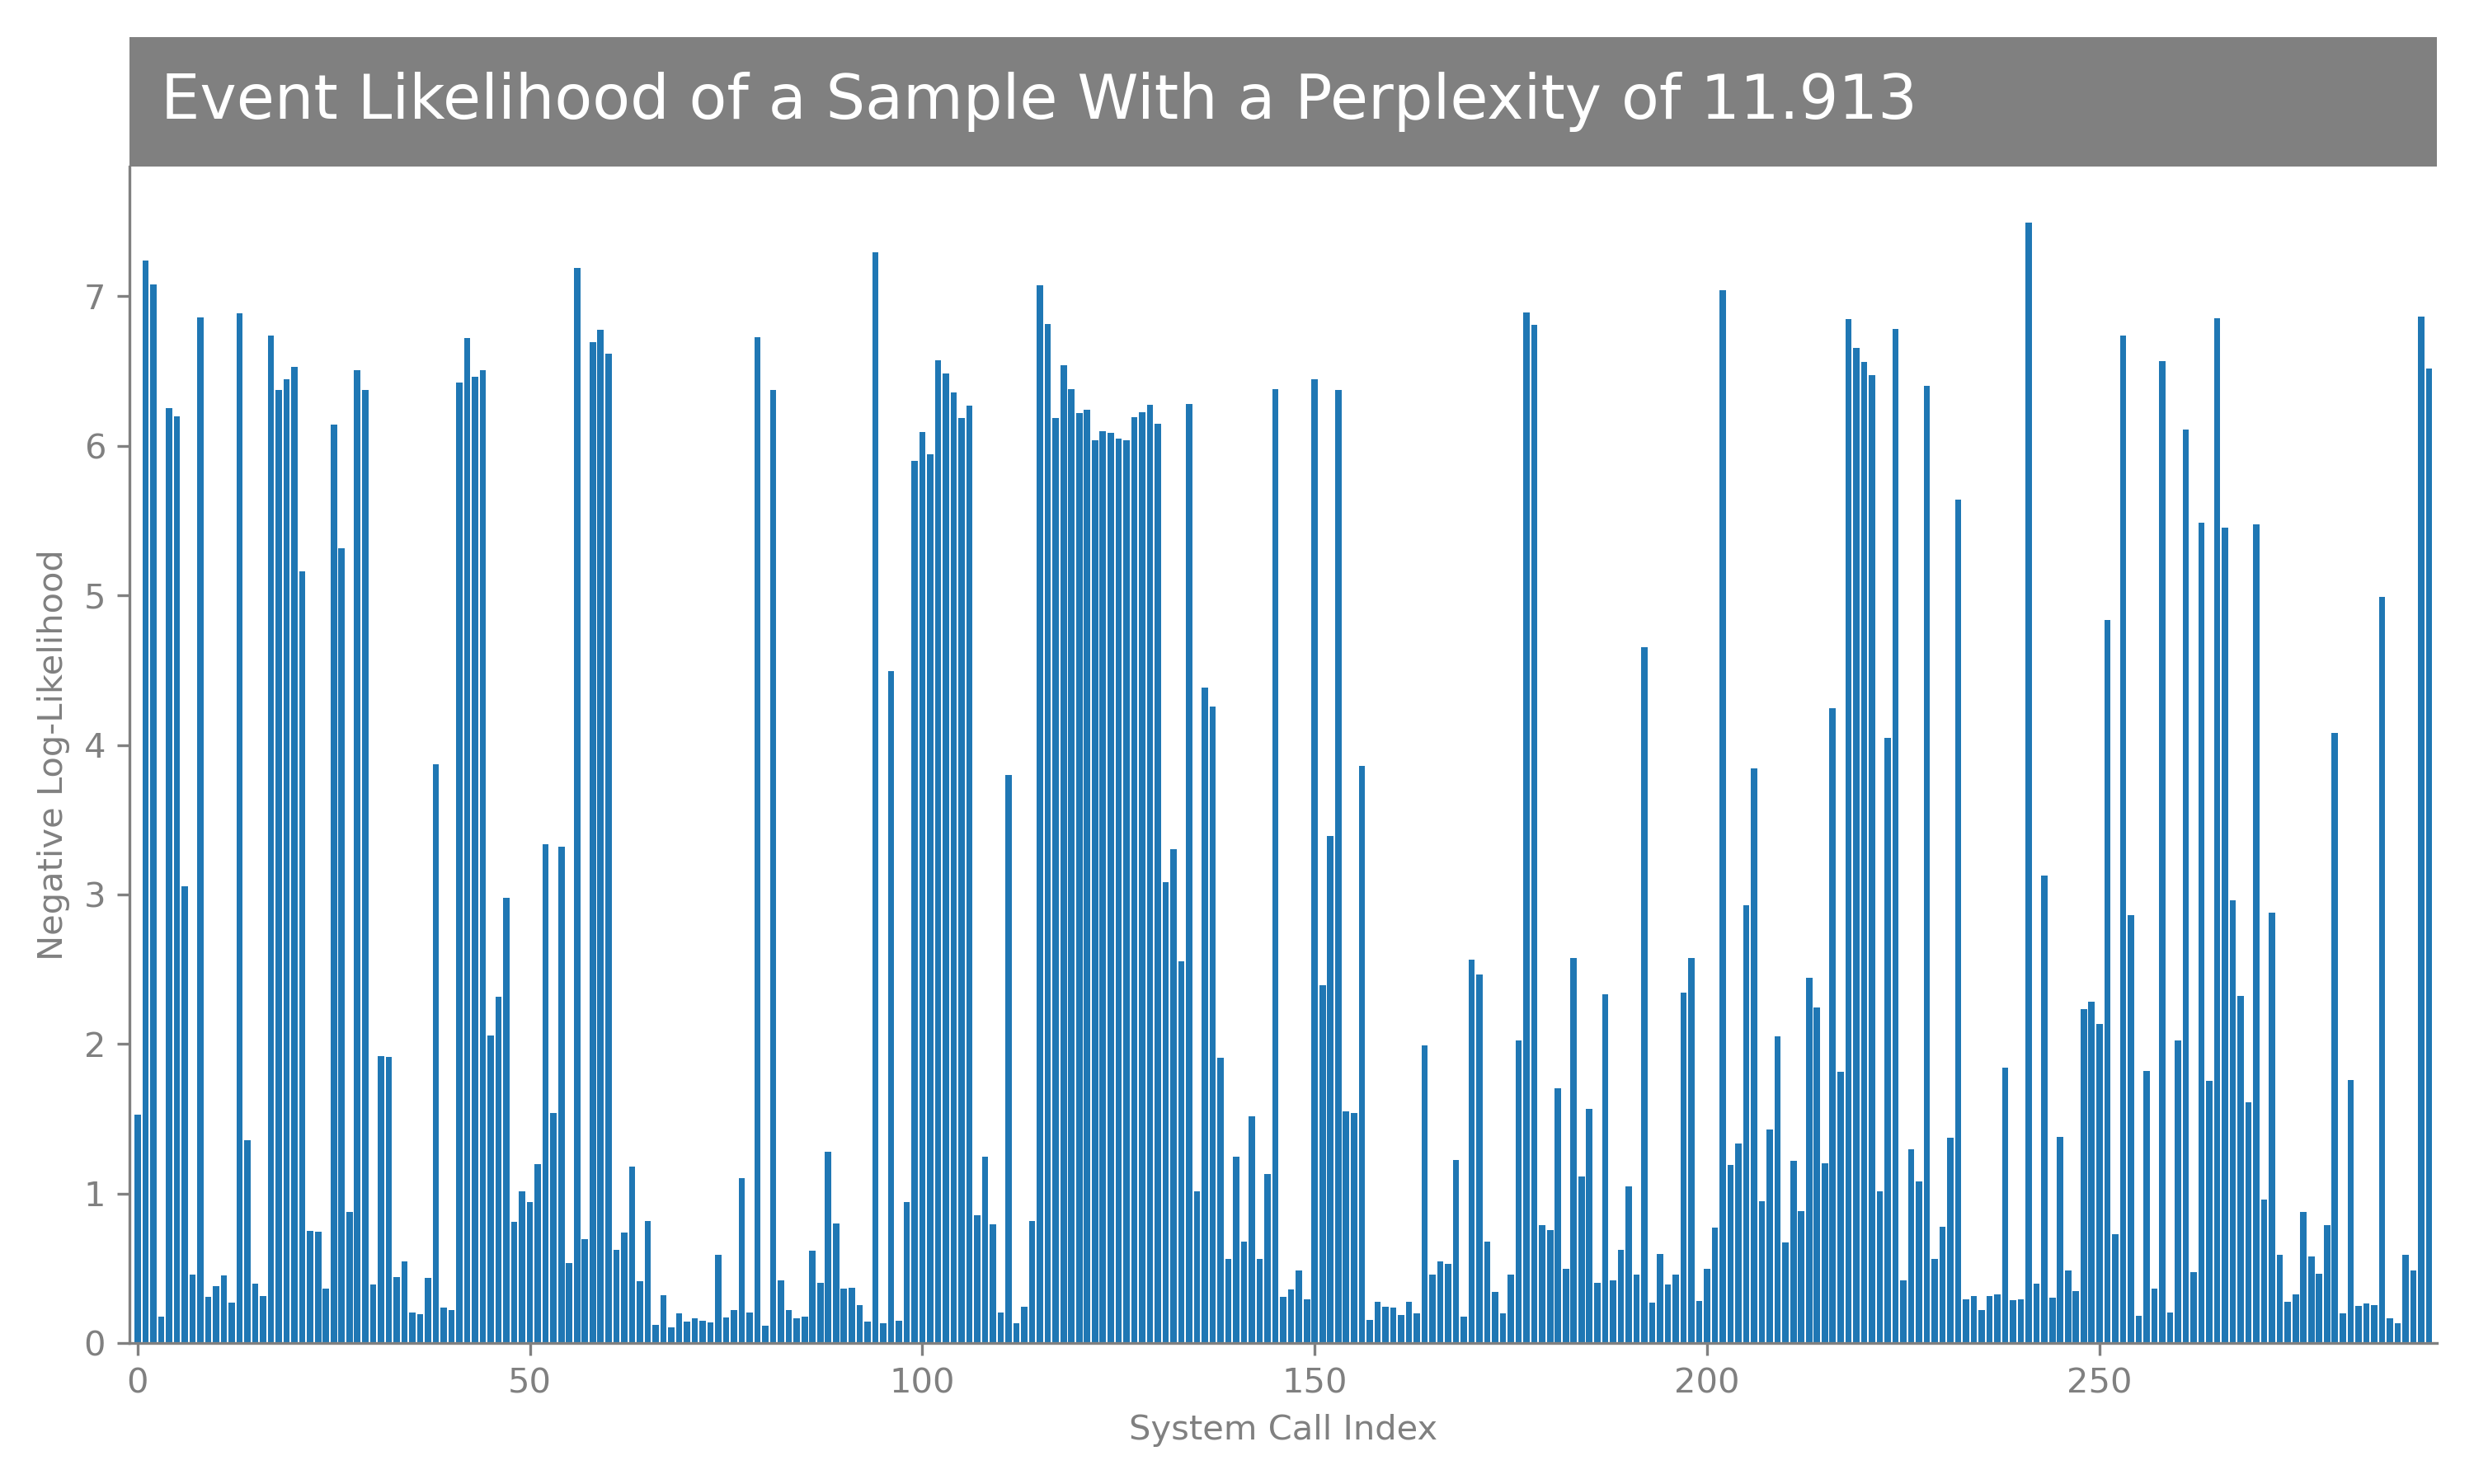 Event Likelihood of a Sample With a Perplexity of 11.913
Negative Log-Likelihood
7
6
5
4
3
2
1
0
0 50 100 150 200 250
System Call Index